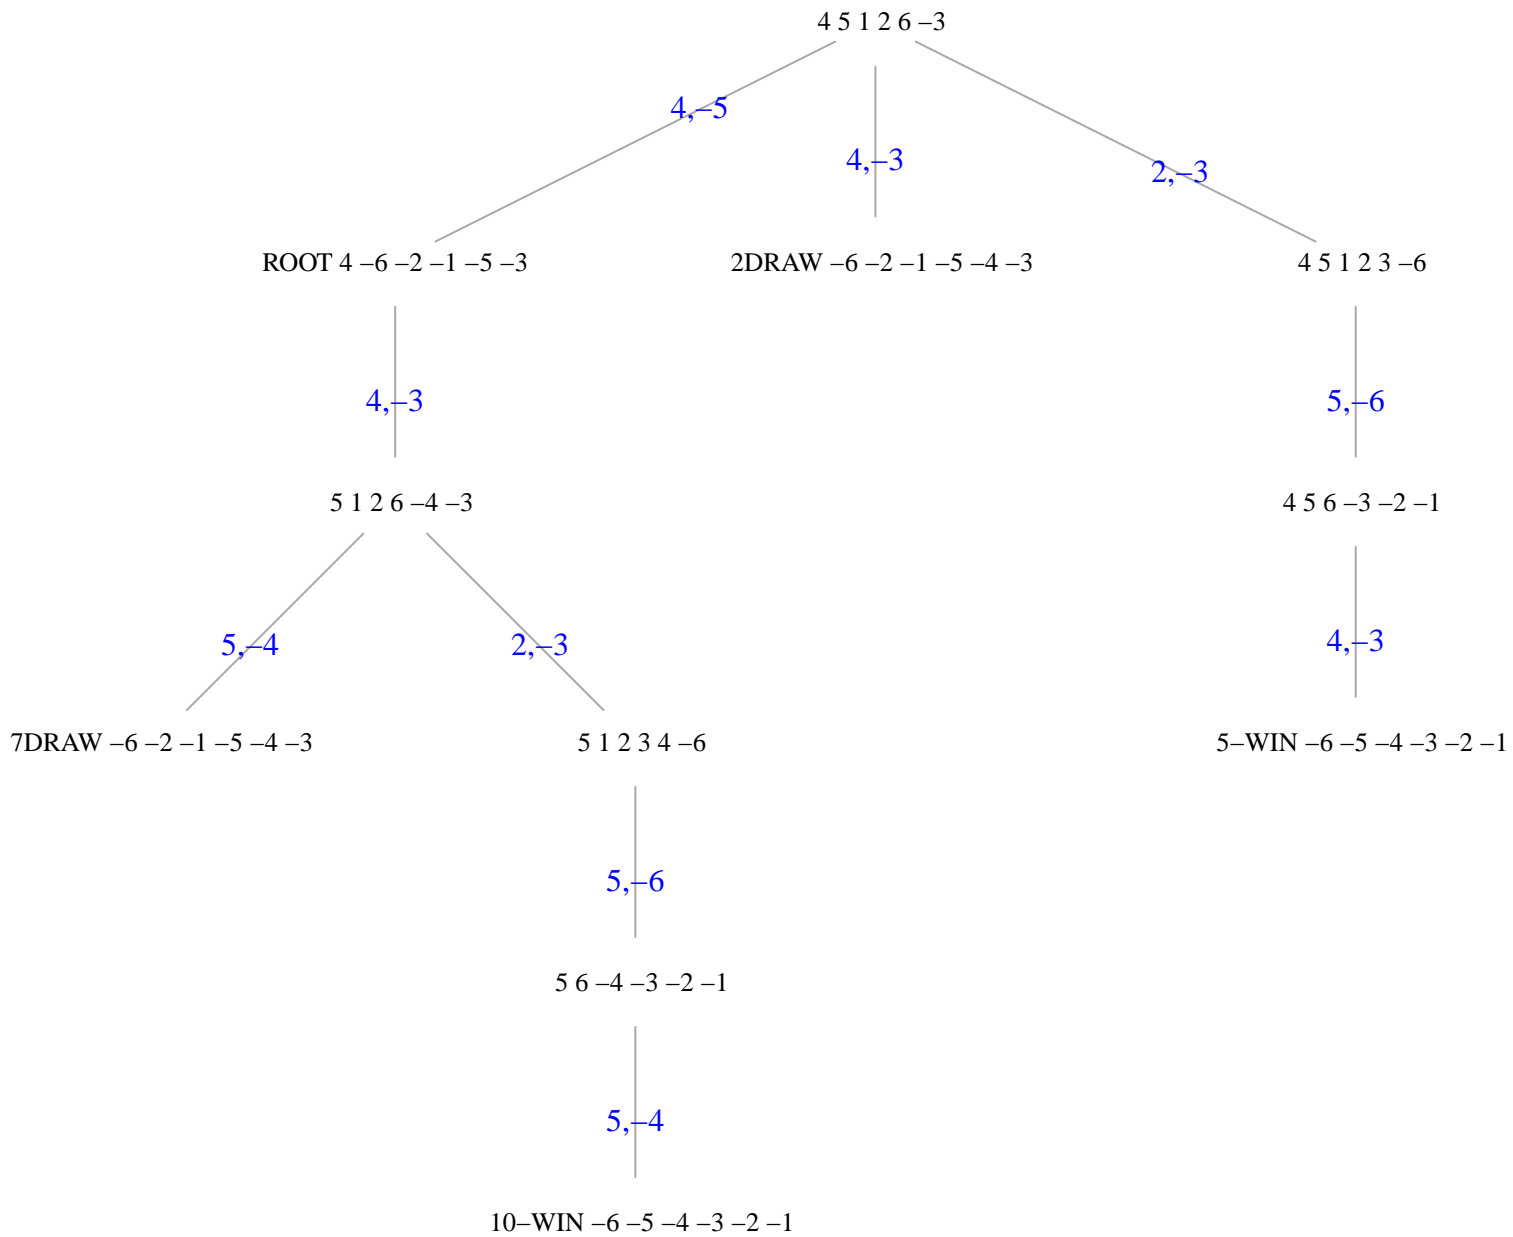 4 5 1 2 6 –3
4,–5
4,–3
2,–3
ROOT 4 –6 –2 –1 –5 –3
2DRAW –6 –2 –1 –5 –4 –3
4 5 1 2 3 –6
4,–3
5,–6
5 1 2 6 –4 –3
4 5 6 –3 –2 –1
5,–4
2,–3
4,–3
7DRAW –6 –2 –1 –5 –4 –3
5 1 2 3 4 –6
5–WIN –6 –5 –4 –3 –2 –1
5,–6
5 6 –4 –3 –2 –1
5,–4
10–WIN –6 –5 –4 –3 –2 –1